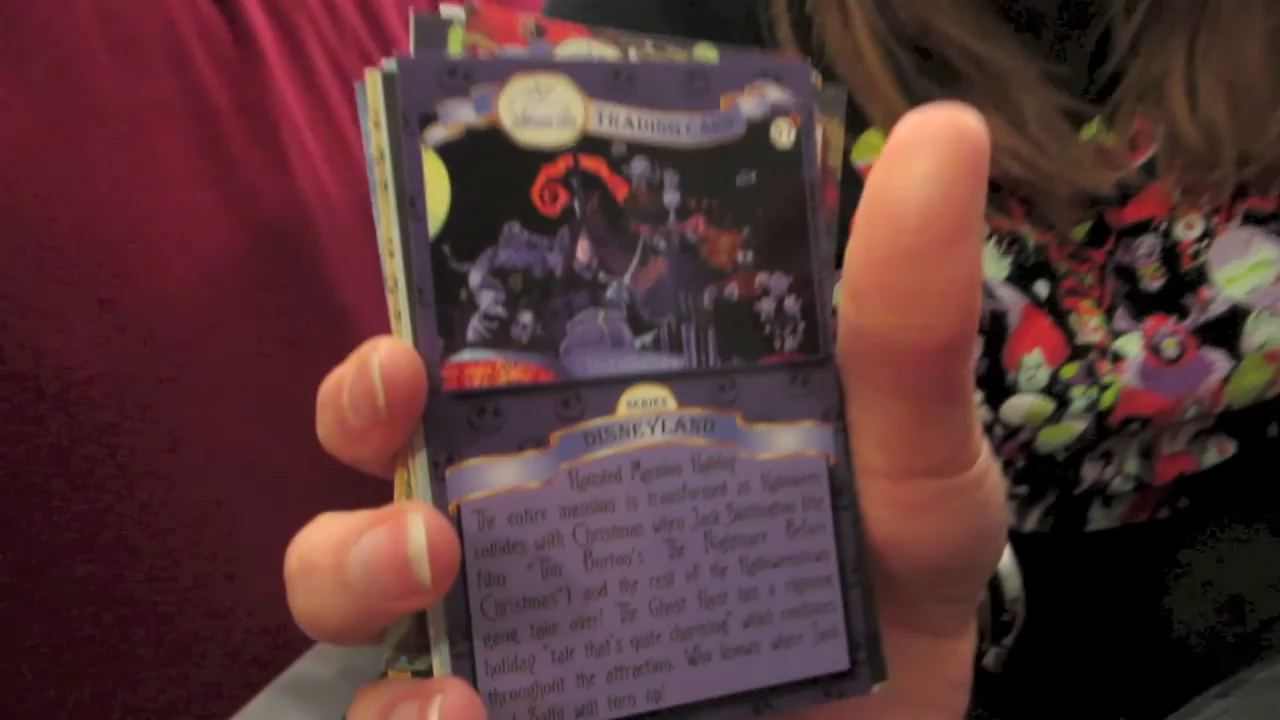 TRADING CARD
57
SERIES
DISNEYLAND
Haunted Mansion Holiday
The entire mansion is transformed as Halloween
collides with Christmas when Jack Skellington (the
film "Tim Burton's The Nightmare Before
Christmas") and the rest of the Halloweentown
gang take over! The Ghost Host has a rhyming
holiday "tale that's quite charming" which continues
throughout the attraction. Who knows where Jack
and Sally will turn up!